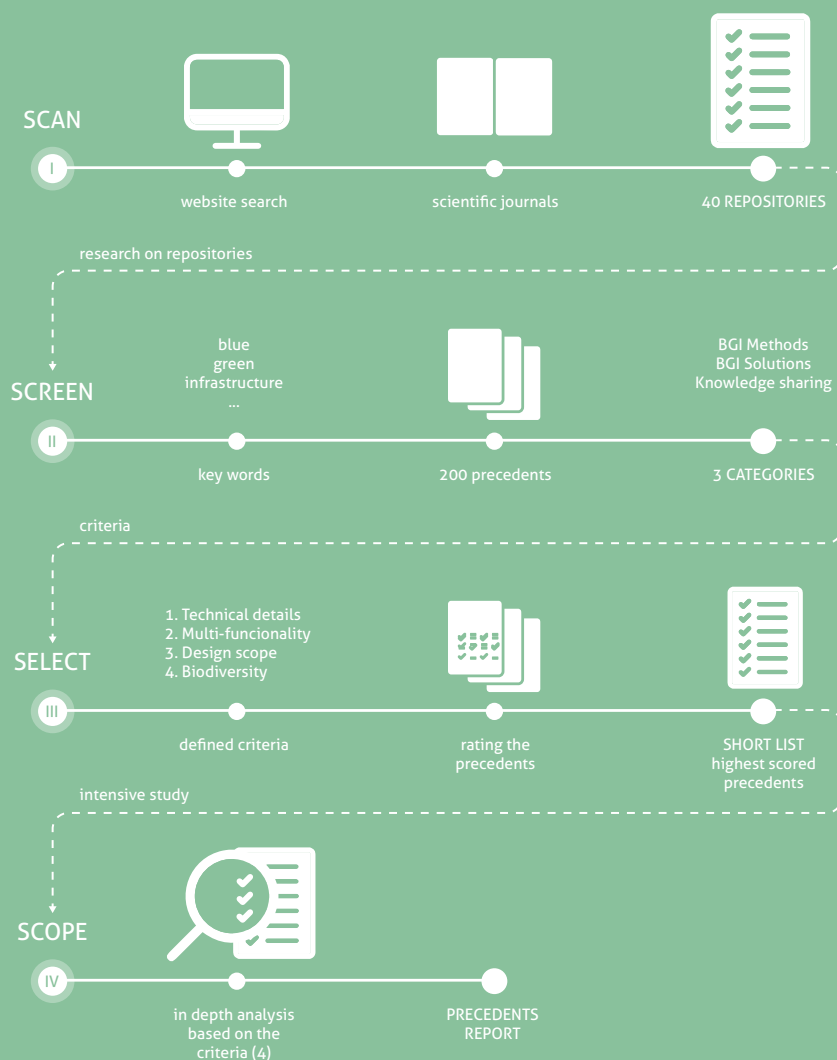 SCAN
I
website search
scientific journals
40 REPOSITORIES
research on repositories
SCREEN
II
blue
green
infrastructure
...
key words
200 precedents
BGI Methods
BGI Solutions
Knowledge sharing
3 CATEGORIES
criteria
SELECT
III
1. Technical details
2. Multi-funcionality
3. Design scope
4. Biodiversity
defined criteria
rating the
precedents
SHORT LIST
highest scored
precedents
intensive study
SCOPE
IV
in depth analysis
based on the
criteria (4)
PRECEDENTS
REPORT